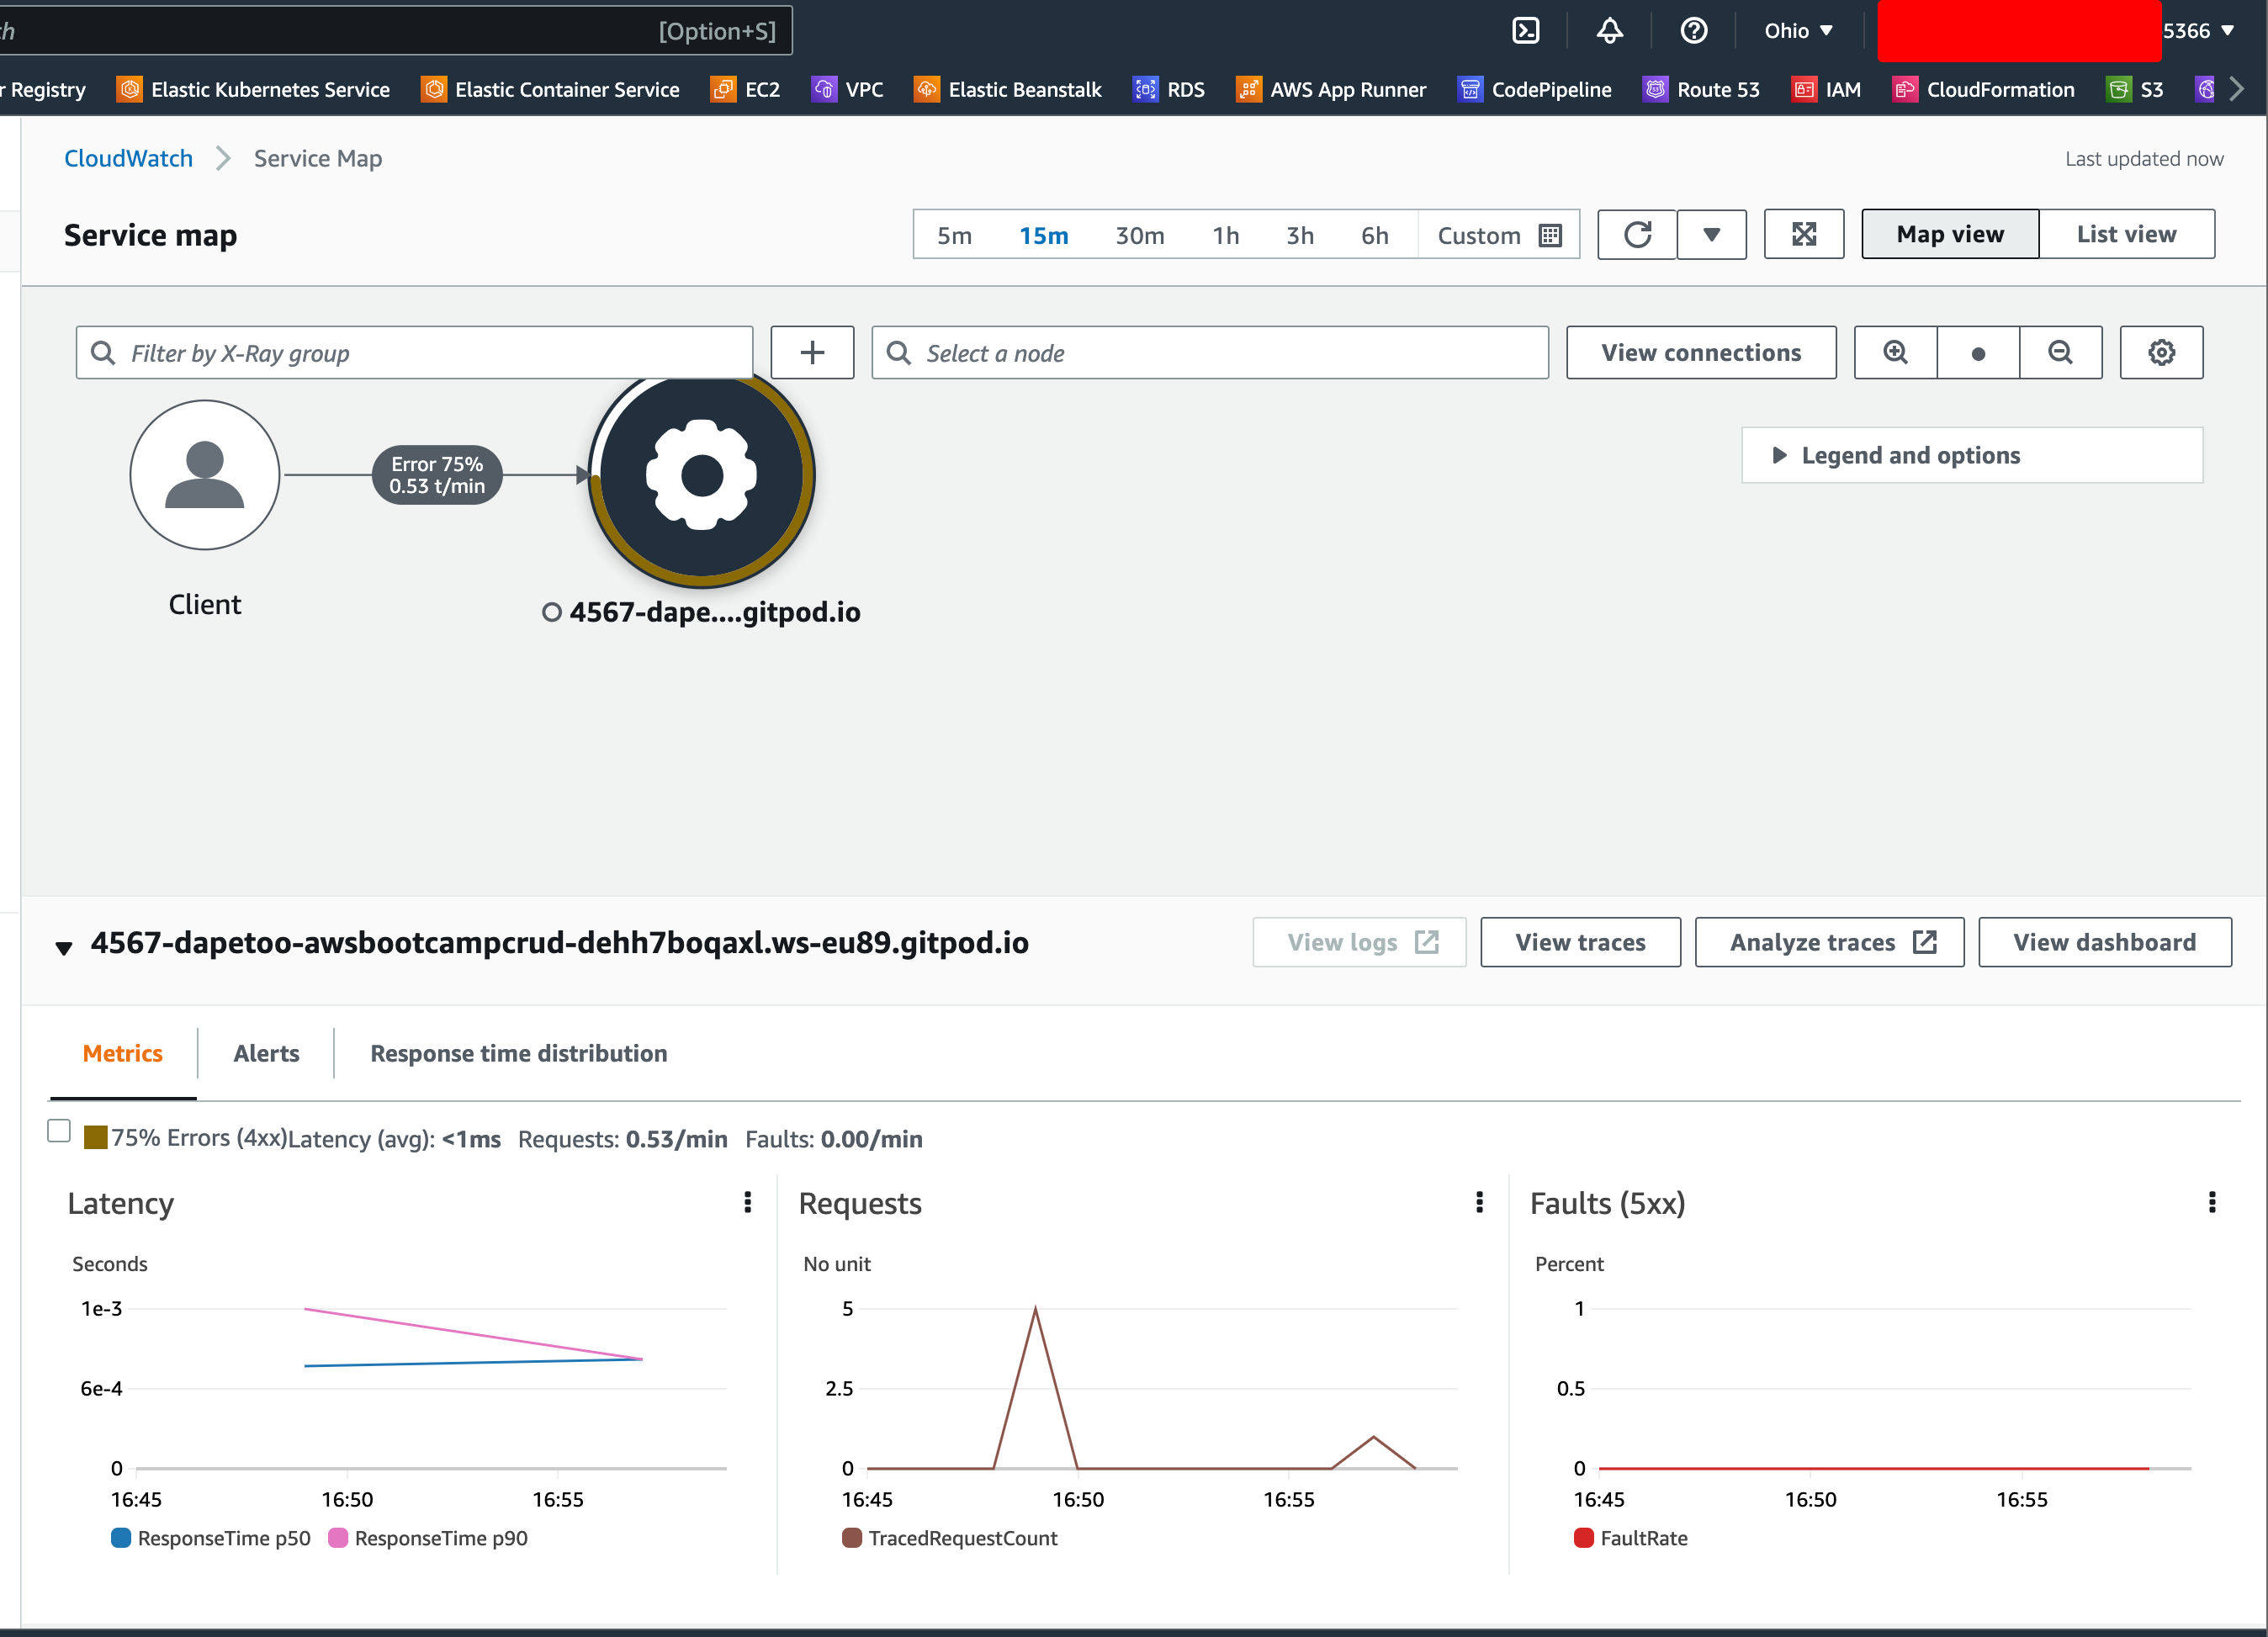 [Option+S]
Ohio
5366
Registry
Elastic Kubernetes Service
Elastic Container Service
EC2
VPC
Elastic Beanstalk
RDS
AWS App Runner
CodePipeline
Route 53
IAM
CloudFormation
S3
CloudWatch
Service Map
Last updated now
Service map
5m
15m
30m
1h
3h
6h
Custom
Map view
List view
Filter by X-Ray group
Select a node
View connections
Legend and options
Error 75%
0.53 t/min
Client
4567-dape....gitpod.io
4567-dapetoo-awsbootcampcrud-dehh7boqaxl.ws-eu89.gitpod.io
View logs
View traces
Analyze traces
View dashboard
Metrics
Alerts
Response time distribution
75% Errors (4xx)Latency (avg): <1ms Requests: 0.53/min Faults: 0.00/min
Latency
Seconds
1e-3
6e-4
0
16:45
16:50
16:55
ResponseTime p50
ResponseTime p90
Requests
No unit
5
2.5
0
16:45
16:50
16:55
TracedRequestCount
Faults (5xx)
Percent
1
0.5
0
16:45
16:50
16:55
FaultRate